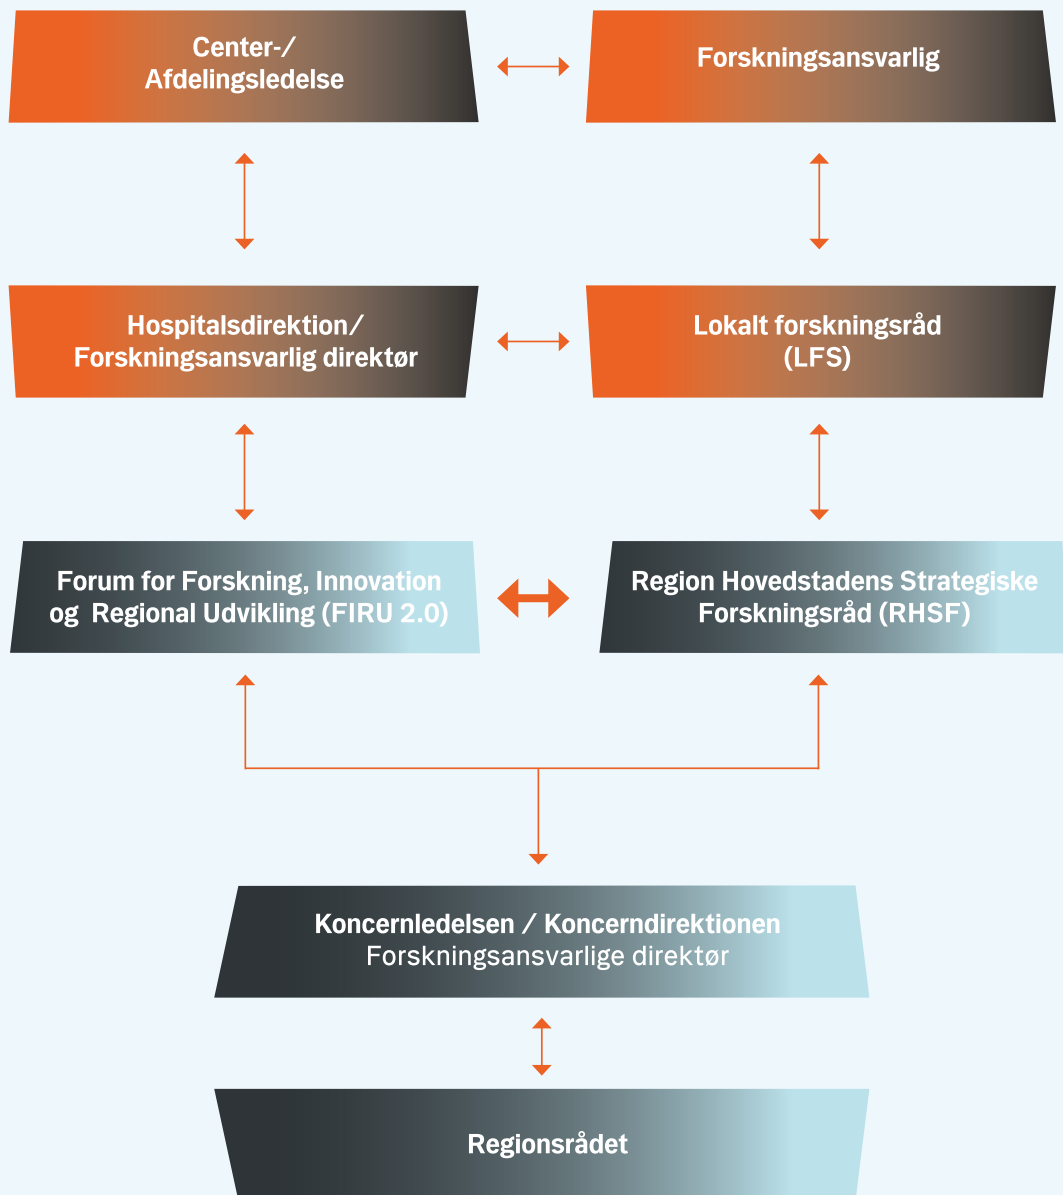 Center-/
Afdelingsledelse
Forskningsansvarlig
Hospitalsdirektion/
Forskningsansvarlig direktør
Lokalt forskningsråd
(LFS)
Forum for Forskning, Innovation
og Regional Udvikling (FIRU 2.0)
Region Hovedstadens Strategiske
Forskningsråd (RHSF)
Koncernledelsen / Koncerndirektionen
Forskningsansvarlige direktør
Regionsrådet